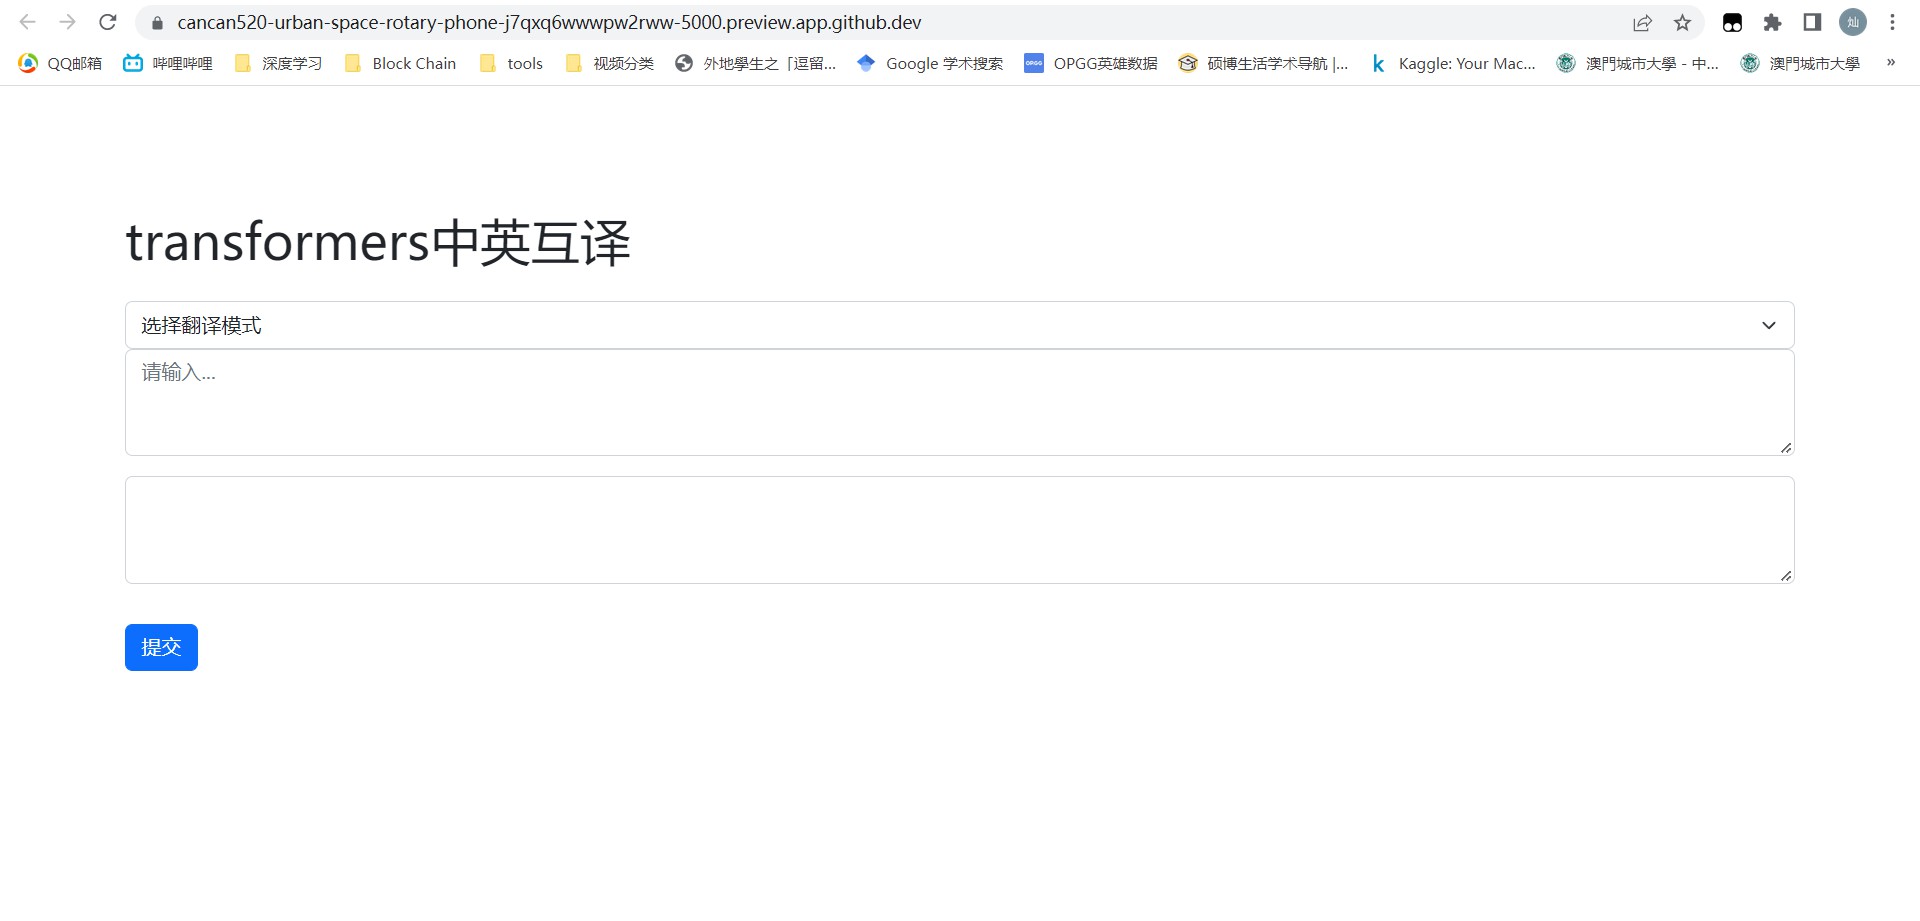 cancan520-urban-space-rotary-phone-j7qxq6wwwpw2rww-5000.preview.app.github.dev
灿
QQ邮箱 哔哩哔哩 深度学习 Block Chain tools 视频分类 外地學生之「逗留... Google 学术搜索 OPGG OPGG英雄数据 硕博生活学术导航 |... k Kaggle: Your Mac... 澳門城市大學 - 中... 澳門城市大學 »
transformers中英互译
选择翻译模式
请输入...
提交